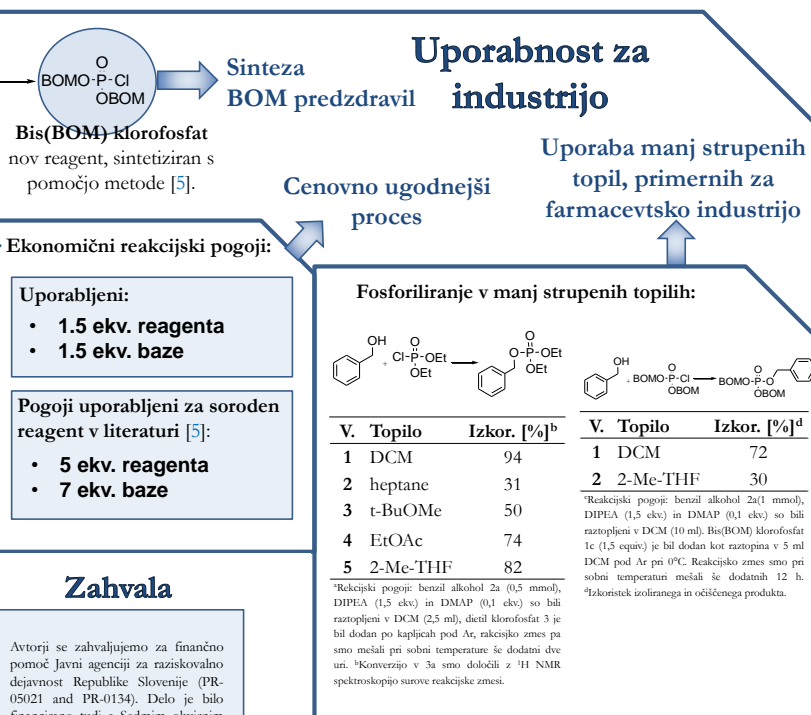 Uporabnost za
industrijo
O
BOMO-P-Cl
OBOM
Sinteza
BOM predzdravil
Bis(BOM) klorofosfat
nov reagent, sintetiziran s
pomočjo metode [5].
Cenovno ugodnejši
proces
Uporaba manj strupenih
topil, primernih za
farmacevtsko industrijo
Ekonomični reakcijski pogoji:
Uporabljeni:
• 1.5 ekv. reagenta
• 1.5 ekv. baze
Pogoji uporabljeni za soroden
reagent v literaturi [5]:
• 5 ekv. reagenta
• 7 ekv. baze
Fosforiliranje v manj strupenih topilih:
OH
+
O
Cl-P-OEt
OEt
O
O-P-OEt
OEt
V. Topilo Izkor. [%]ᵇ
1 DCM 94
2 heptane 31
3 t-BuOMe 50
4 EtOAc 74
5 2-Me-THF 82
ᵃRekcijski pogoji: benzil alkohol 2a (0,5 mmol),
DIPEA (1,5 ekv.) in DMAP (0,1 ekv.) so bili
raztopljeni v DCM (2,5 ml), dietil klorofosfat 3 je
bil dodan po kapljicah pod Ar, rakcisjko zmes pa
smo mešali pri sobni temperature še dodatni dve
uri. ᵇKonverzijo v 3a smo določili z ¹H NMR
spektroskopijo surove reakcijske zmesi.
OH
+
O
BOMO-P-Cl
OBOM
O
BOMO-P-O
OBOM
V. Topilo Izkor. [%]ᵈ
1 DCM 72
2 2-Me-THF 30
ᶜReakcijski pogoji: benzil alkohol 2a(1 mmol),
DIPEA (1,5 ekv.) in DMAP (0,1 ekv.) so bili
raztopljeni v DCM (10 ml). Bis(BOM) klorofosfat
1c (1,5 equiv.) je bil dodan kot raztopina v 5 ml
DCM pod Ar pri 0°C. Reakcijsko zmes smo pri
sobni temperaturi mešali še dodatnih 12 h.
ᵈIzkoristek izoliranega in očiščenega produkta.
Zahvala
Avtorji se zahvaljujemo za finančno
pomoč Javni agenciji za raziskovalno
dejavnost Republike Slovenije (PR-
05021 and PR-0134). Delo je bilo